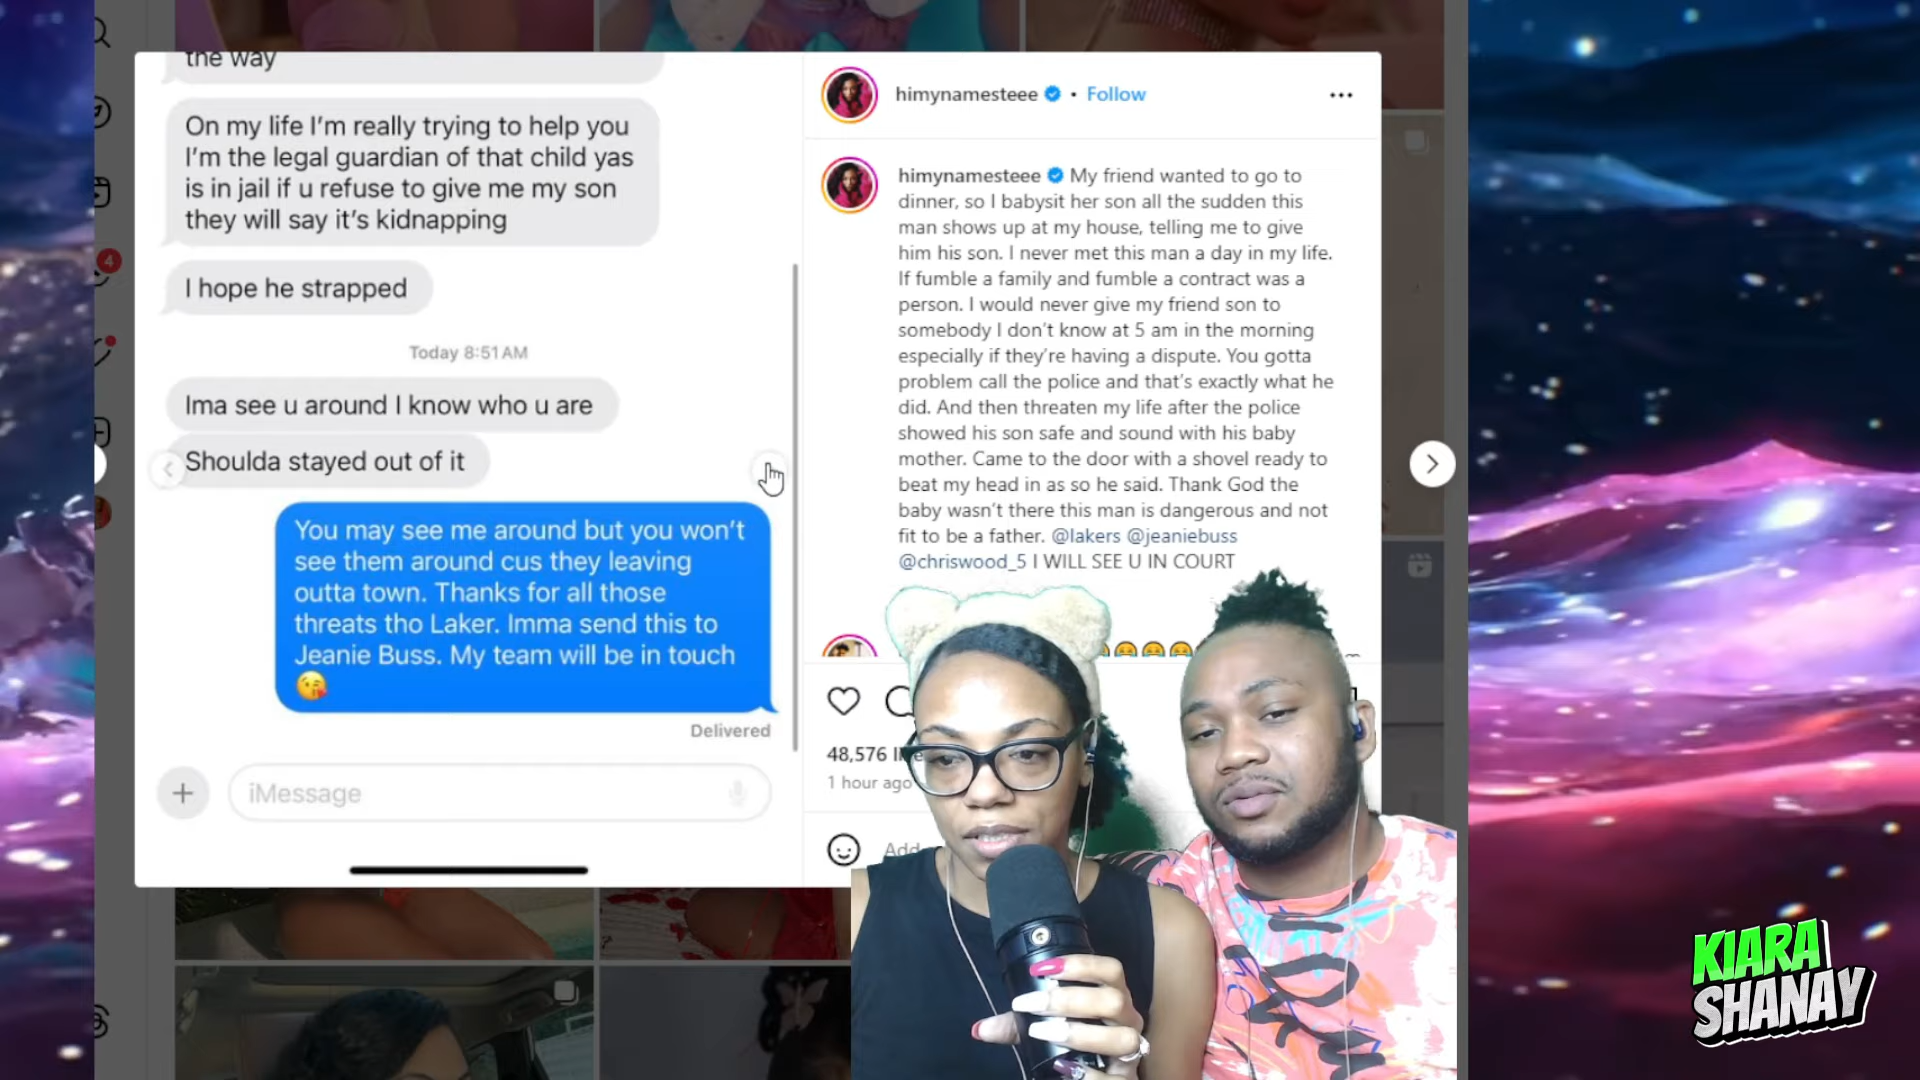 the way
On my life I'm really trying to help you
I'm the legal guardian of that child yas
is in jail if u refuse to give me my son
they will say it's kidnapping
I hope he strapped
Today 8:51 AM
Ima see u around I know who u are
Shoulda stayed out of it
You may see me around but you won't
see them around cus they leaving
outta town. Thanks for all those
threats tho Laker. Imma send this to
Jeanie Buss. My team will be in touch
😘
Delivered
iMessage
4
himynamesteee • Follow
himynamesteee My friend wanted to go to
dinner, so I babysit her son all the sudden this
man shows up at my house, telling me to give
him his son. I never met this man a day in my life.
If fumble a family and fumble a contract was a
person. I would never give my friend son to
somebody I don't know at 5 am in the morning
especially if they're having a dispute. You gotta
problem call the police and that's exactly what he
did. And then threaten my life after the police
showed his son safe and sound with his baby
mother. Came to the door with a shovel ready to
beat my head in as so he said. Thank God the
baby wasn't there this man is dangerous and not
fit to be a father. @lakers @jeaniebuss
@chriswood_5 I WILL SEE U IN COURT
48,576
1 hour ago
Add
KIARA
SHANAY